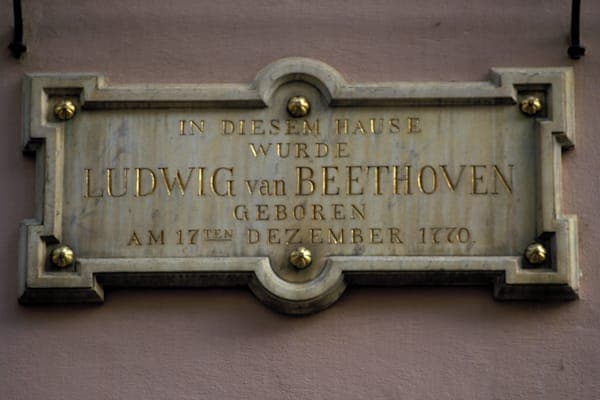 IN DIESEM HAUSE
WURDE
LUDWIG van BEETHOVEN
GEBOREN
AM 17TEN DEZEMBER 1770.